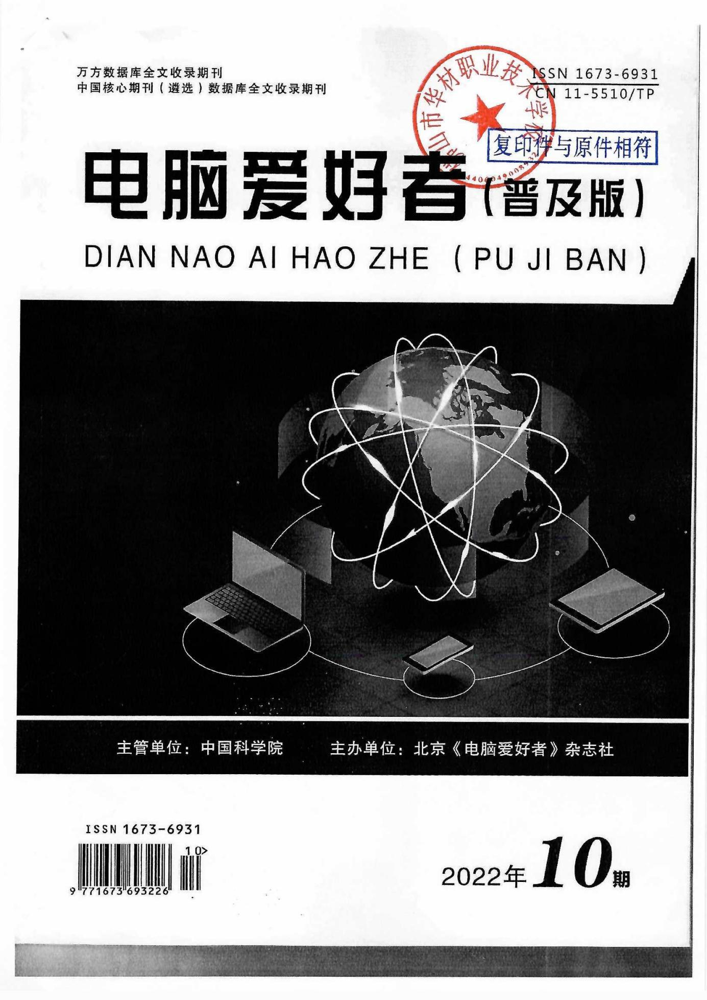 万方数据库全文收录期刊
中国核心期刊（遴选）数据库全文收录期刊
ISSN 1673-6931
CN 11-5510/TP
佛山市华材职业技术学校
复印件与原件相符
电脑爱好者（普及版）
DIAN NAO AI HAO ZHE （PU JI BAN）
主管单位：中国科学院 主办单位：北京《电脑爱好者》杂志社
ISSN 1673-6931
10>
9 771673 693226
2022年10期